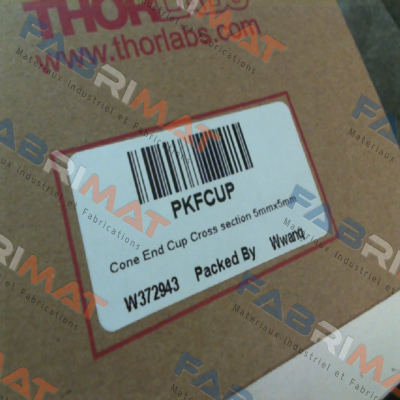 THORLABS
www.thorlabs.com
PKFCUP
Cone End Cup Cross section 5mmx5mm
W372943 Packed By Wwang
FABRIMAT
Materiaux Industriel et Fabrications